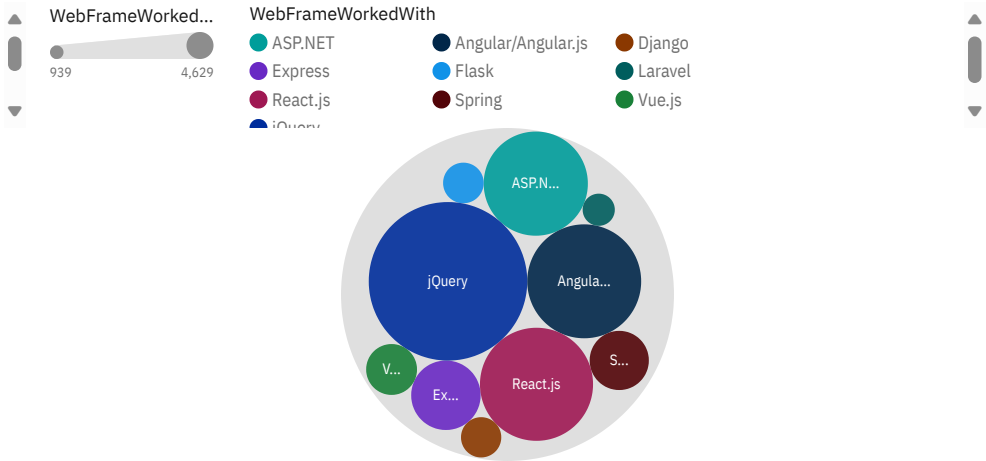 WebFrameWorked...
939 4,629
WebFrameWorkedWith
ASP.NET Angular/Angular.js Django
Express Flask Laravel
React.js Spring Vue.js
jQuery
ASP.N...
jQuery Angula...
V... S...
Ex... React.js